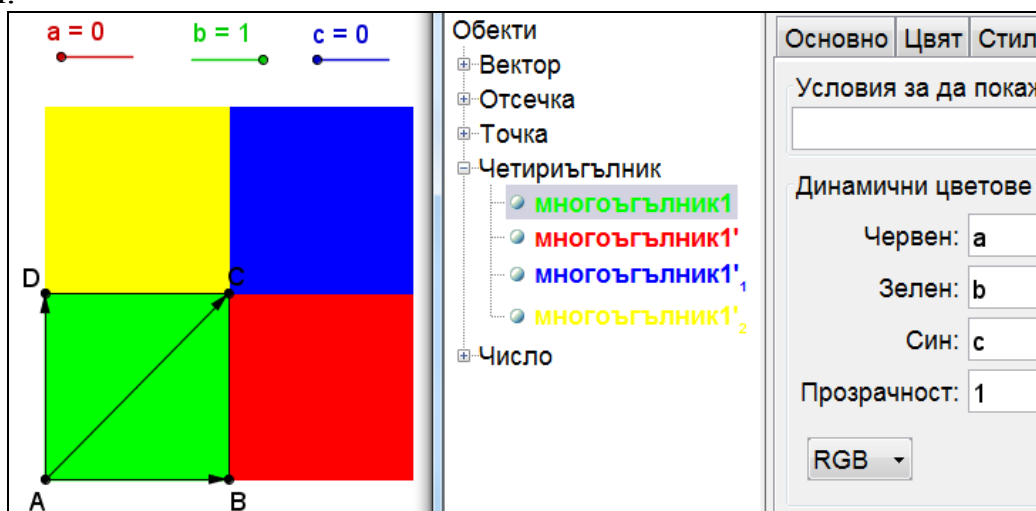 a = 0
b = 1
c = 0
D
C
A
B
Обекти
Вектор
Отсечка
Точка
Четириъгълник
многоъгълник1
многоъгълник1'
многоъгълник1'₁
многоъгълник1'₂
Число
Основно Цвят Стил
Условия за да покаж
Динамични цветове
Червен: a
Зелен: b
Син: c
Прозрачност: 1
RGB